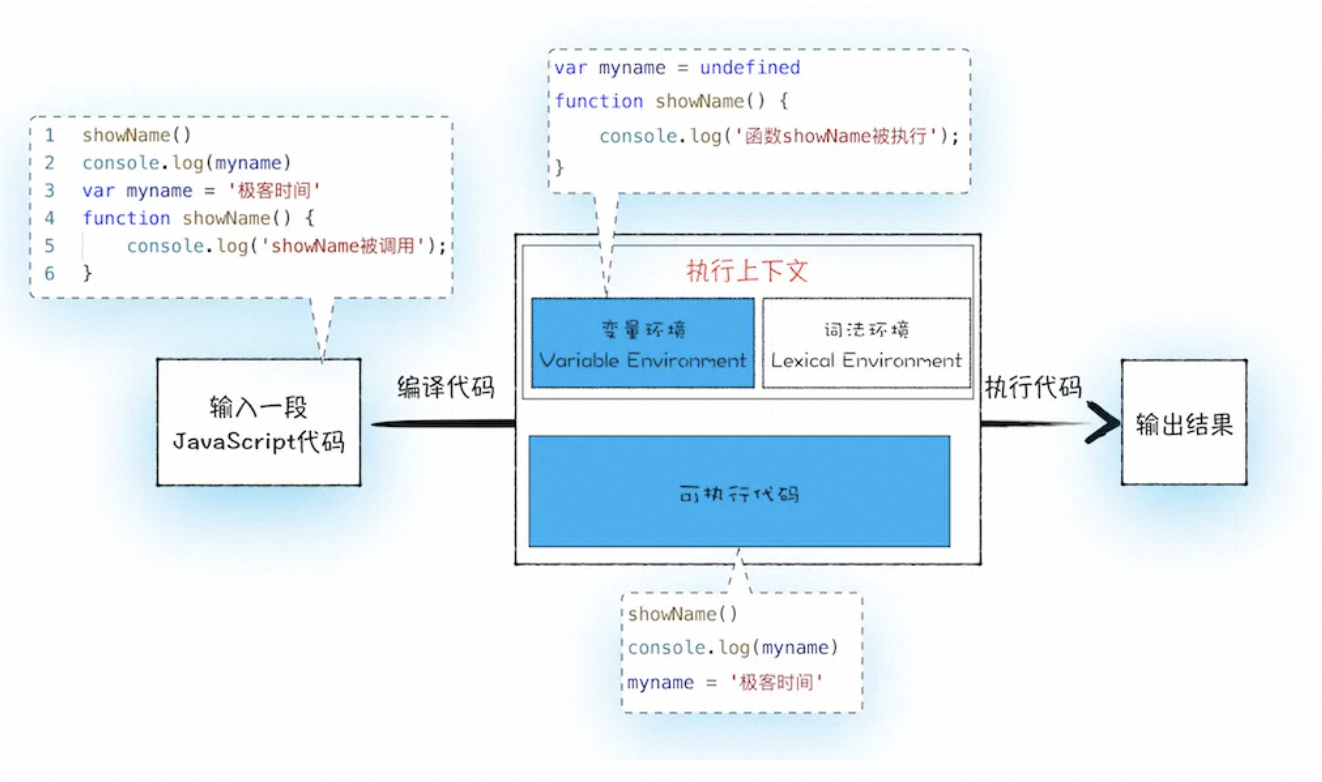 var myname = undefined
function showName() {
console.log('函数showName被执行');
}
1 showName()
2 console.log(myname)
3 var myname = '极客时间'
4 function showName() {
5 console.log('showName被调用');
6 }
执行上下文
变量环境
Variable Environment
词法环境
Lexical Environment
输入一段
JavaScript代码
编译代码
执行代码
输出结果
可执行代码
showName()
console.log(myname)
myname = '极客时间'